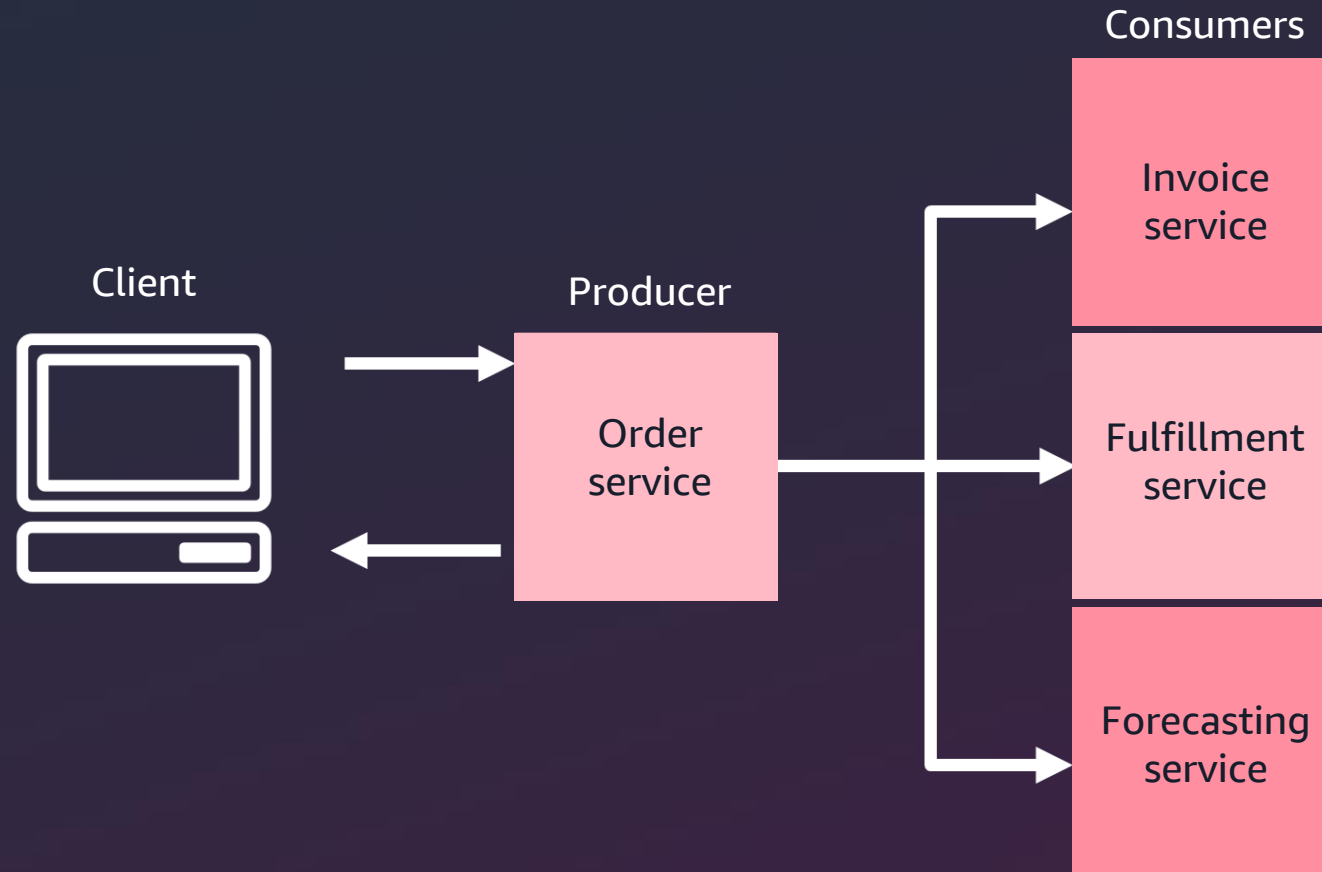 Consumers
Invoice
service
Client
Producer
Order
service
Fulfillment
service
Forecasting
service